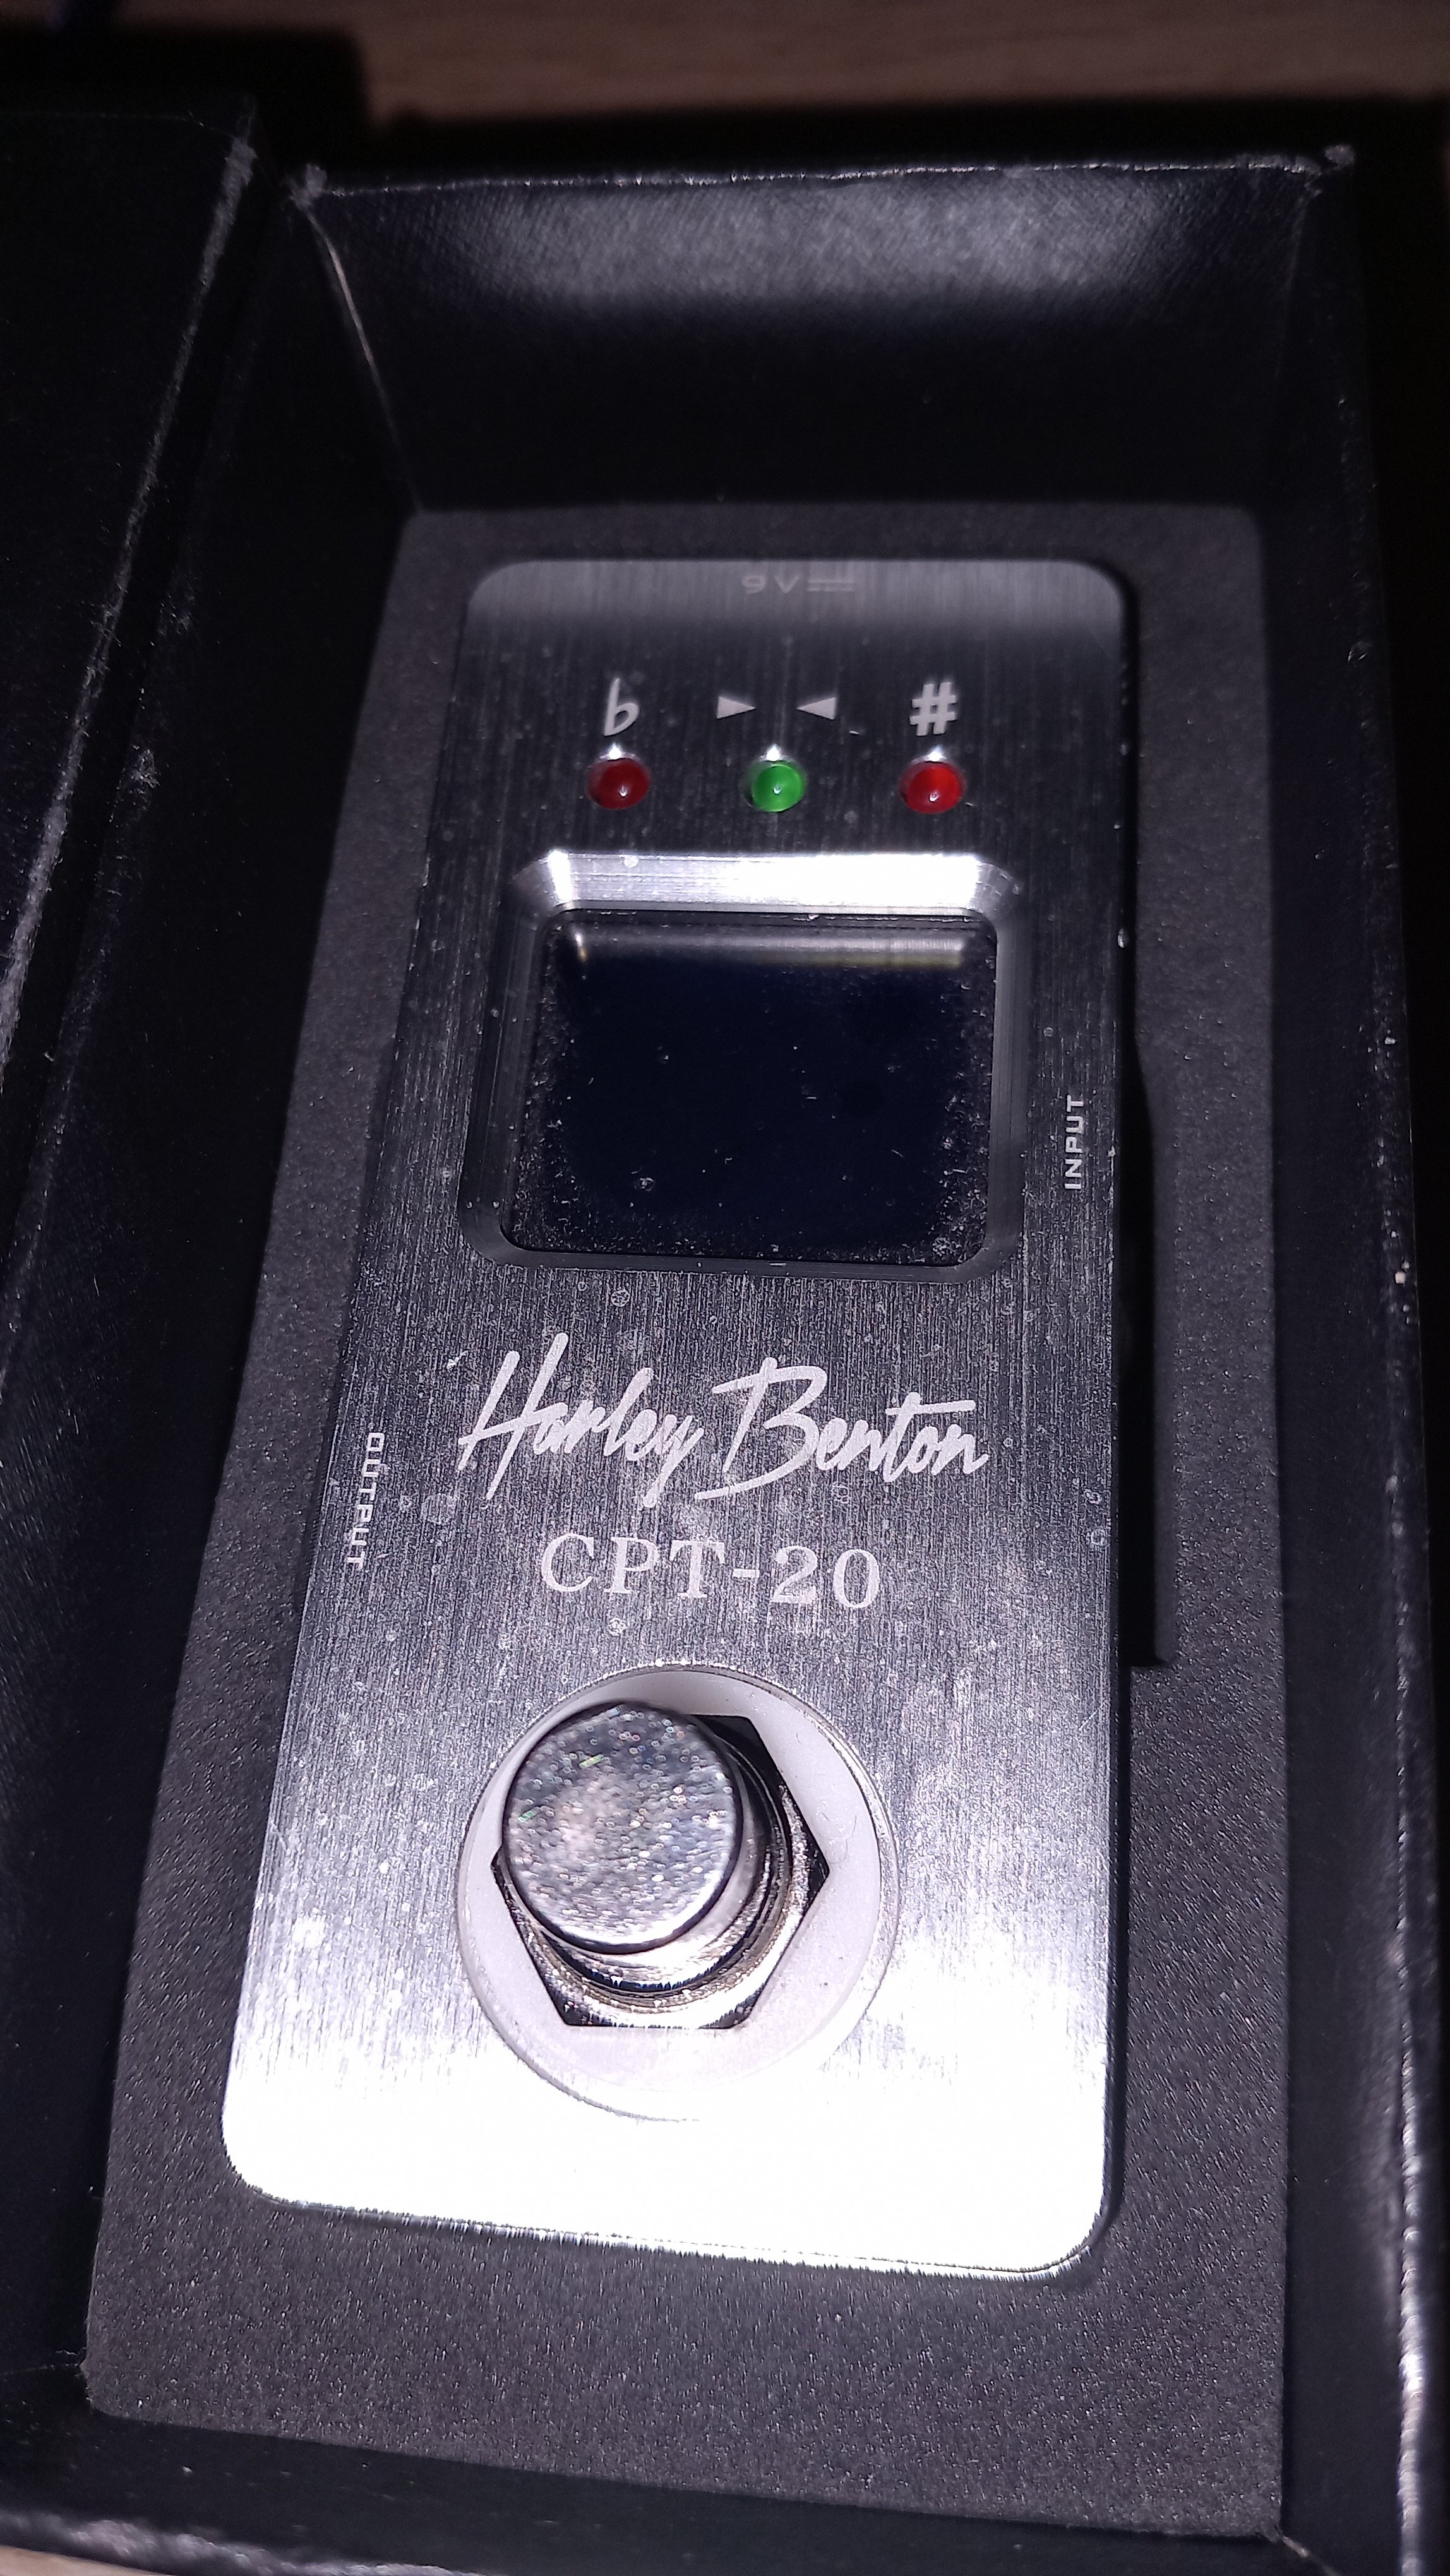 9V
b
#
INPUT
Harley Benton
OUTPUT
CPT-20